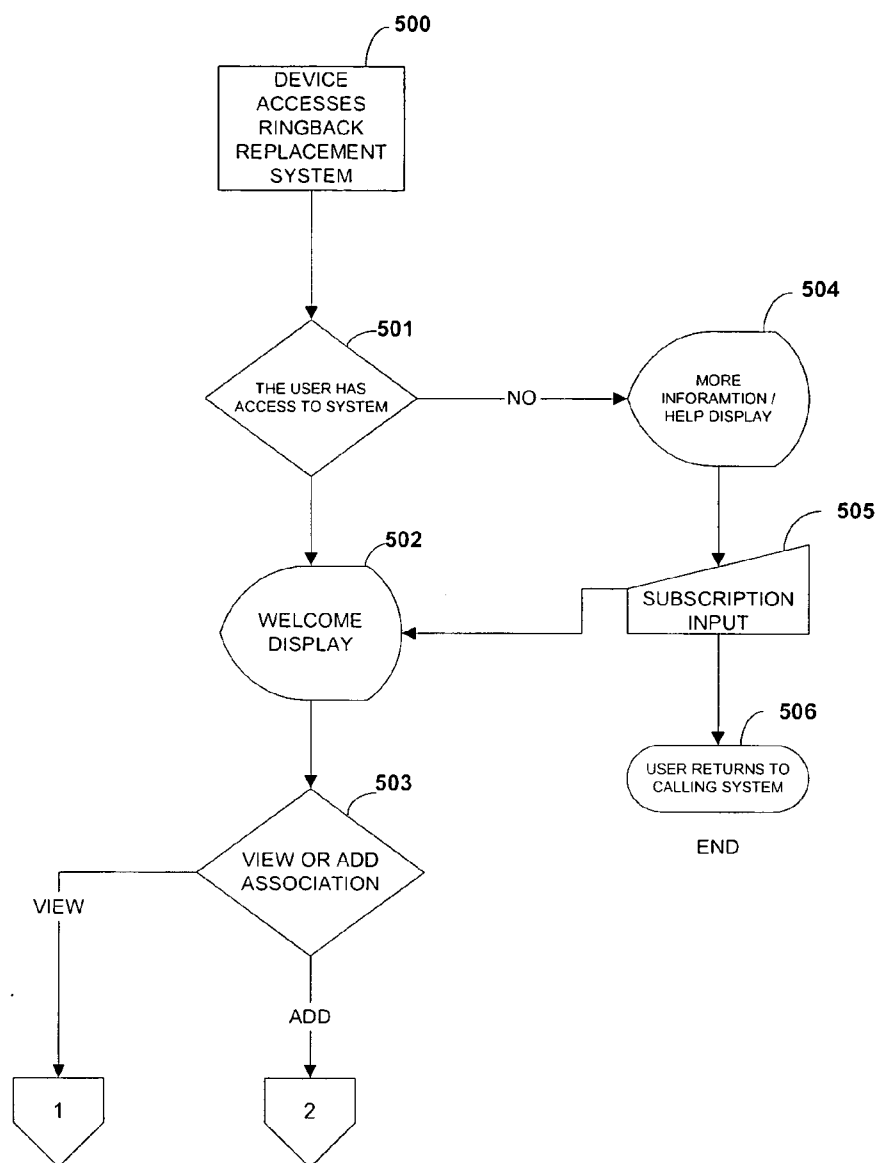 500
DEVICE
ACCESSES
RINGBACK
REPLACEMENT
SYSTEM
501
THE USER HAS
ACCESS TO SYSTEM
NO
504
MORE
INFORAMTION /
HELP DISPLAY
502
WELCOME
DISPLAY
505
SUBSCRIPTION
INPUT
506
USER RETURNS TO
CALLING SYSTEM
END
503
VIEW OR ADD
ASSOCIATION
VIEW
ADD
1
2